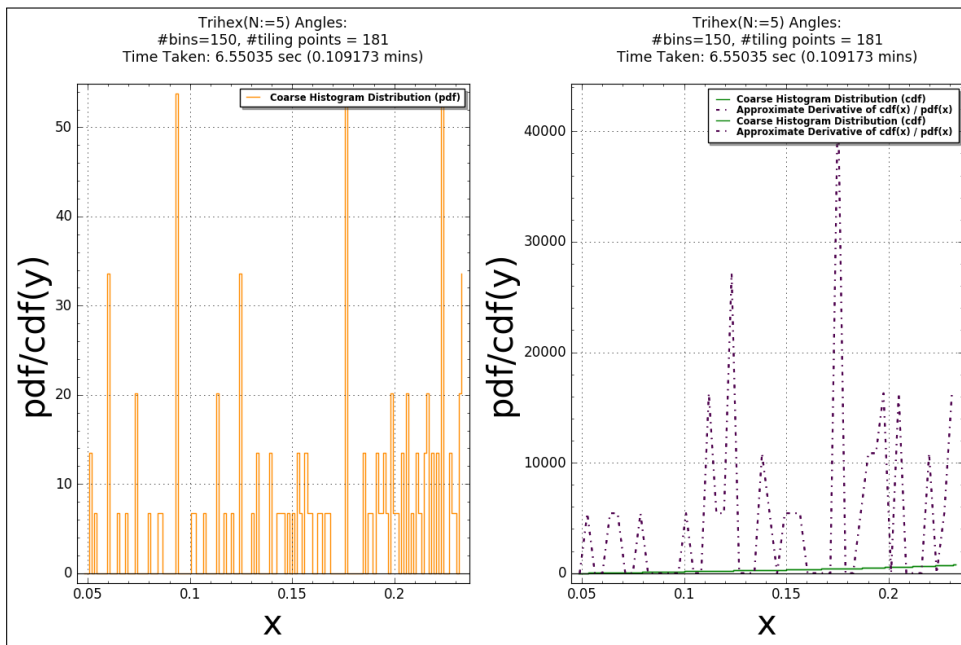 Trihex(N:=5) Angles:
#bins=150, #tiling points = 181
Time Taken: 6.55035 sec (0.109173 mins)
Coarse Histogram Distribution (pdf)
50
40
30
20
10
0
0.05
0.1
0.15
0.2
pdf/cdf(y)
x
Trihex(N:=5) Angles:
#bins=150, #tiling points = 181
Time Taken: 6.55035 sec (0.109173 mins)
Coarse Histogram Distribution (cdf)
Approximate Derivative of cdf(x) / pdf(x)
Coarse Histogram Distribution (cdf)
Approximate Derivative of cdf(x) / pdf(x)
40000
30000
20000
10000
0
0.05
0.1
0.15
0.2
pdf/cdf(y)
x